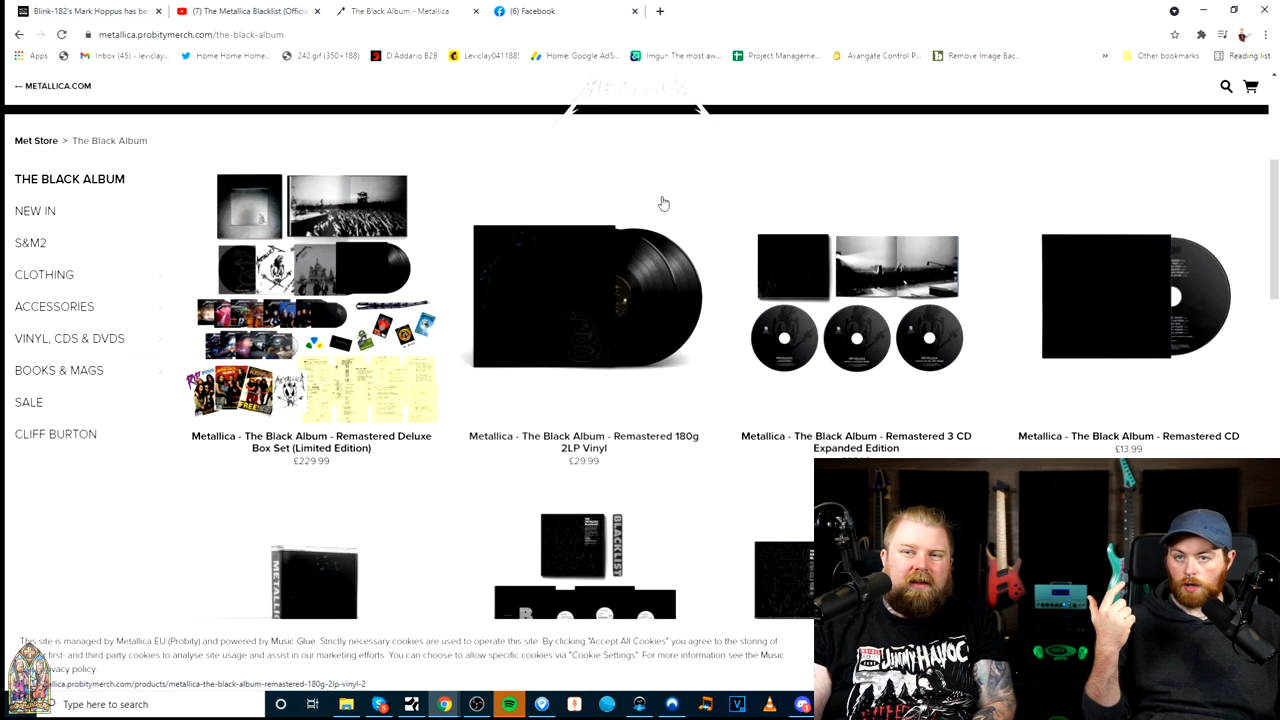 Blink-182's Mark Hoppus has be
(7) The Metallica Blacklist (Officia
The Black Album - Metallica
(6) Facebook
metallica.probitymerch.com/the-black-album
Apps
Inbox (45) - leviclay...
Home Home Home...
242.gif (350×188)
D'Addario B2B
Leviclay041188!
Home: Google AdS...
Imgur: The most aw...
Project Manageme...
Avangate Control P...
Remove Image Bac...
»
Other bookmarks
Reading list
← METALLICA.COM
METALLICA
Met Store > The Black Album
THE BLACK ALBUM
NEW IN
S&M2
CLOTHING
ACCESSORIES
VINYL, CDS & DVDS
BOOKS & MAGS
SALE
CLIFF BURTON
Metallica - The Black Album - Remastered Deluxe
Box Set (Limited Edition)
£229.99
Metallica - The Black Album - Remastered 180g
2LP Vinyl
£29.99
Metallica - The Black Album - Remastered 3 CD
Expanded Edition
Metallica - The Black Album - Remastered CD
£13.99
METALLIC
BLACKLIST
This site is managed by Metallica EU (Probity) and powered by Music Glue. Strictly necessary cookies are used to operate this site. By clicking "Accept All Cookies" you agree to the storing of
first- and third party cookies to analyse site usage and assist in our marketing efforts. You can choose to allow specific cookies via "Cookie Settings". For more information see the Music
ivacy policy
tallica.probitymerch.com/products/metallica-the-black-album-remastered-180g-2lp-vinyl-2
Type here to search
JIMMY HAVOC